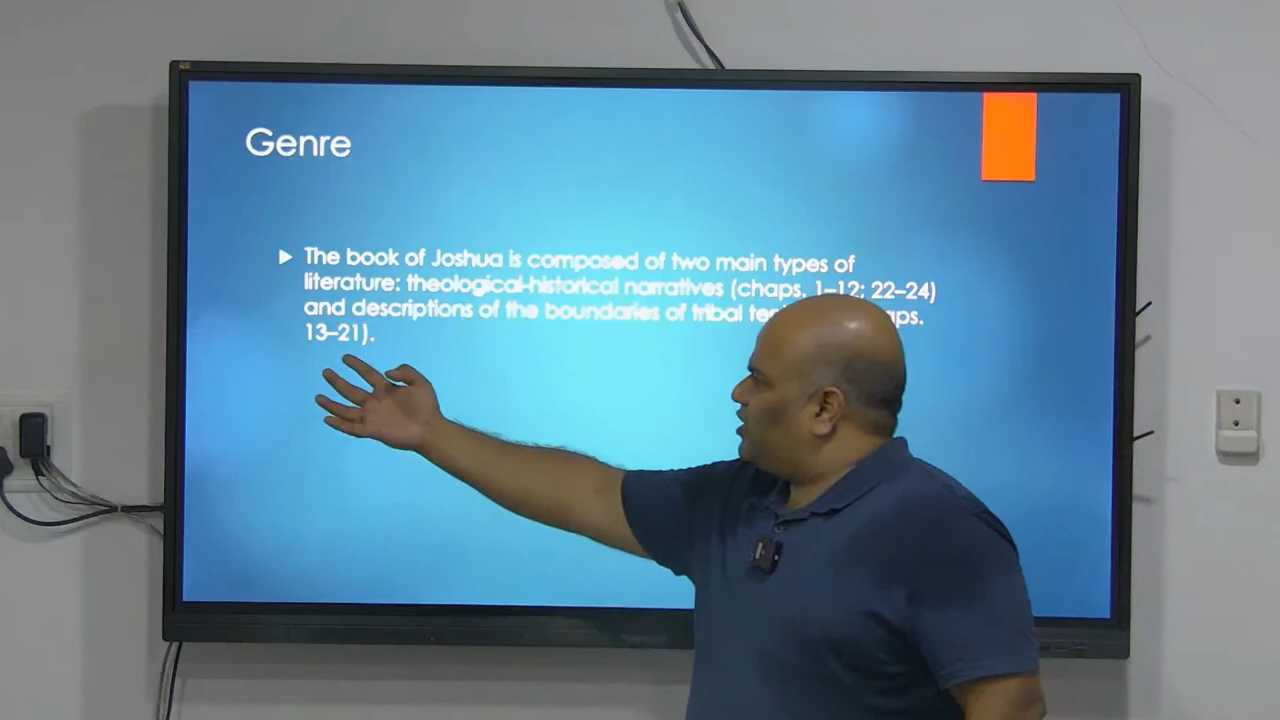 Genre
The book of Joshua is composed of two main types of
literature: theological-historical narratives (chaps. 1–12; 22–24)
and descriptions of the boundaries of tribal
13–21).